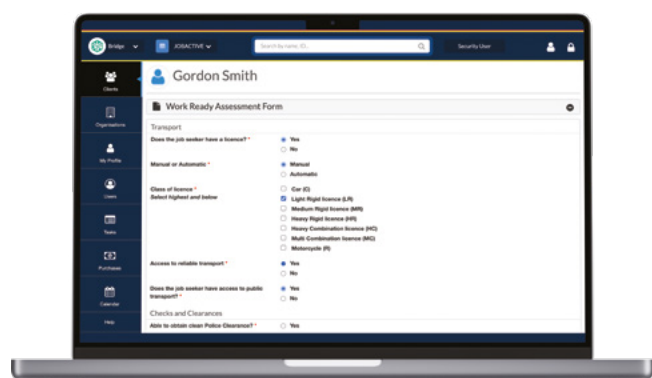 Bridge
JOBACTIVE
Search by name, ID..
Security User
Clients
Organisations
My Profile
Users
Tasks
Purchases
Calendar
Help
Gordon Smith
Work Ready Assessment Form
Transport
Does the job seeker have a licence? *
Yes
No
Manual or Automatic *
Manual
Automatic
Class of licence *
Select highest and below
Car (C)
Light Rigid licence (LR)
Medium Rigid licence (MR)
Heavy Rigid licence (HR)
Heavy Combination licence (HC)
Multi Combination licence (MC)
Motorcycle (R)
Access to reliable transport *
Yes
No
Does the job seeker have access to public
transport? *
Yes
No
Checks and Clearances
Able to obtain clean Police Clearance? *
Yes